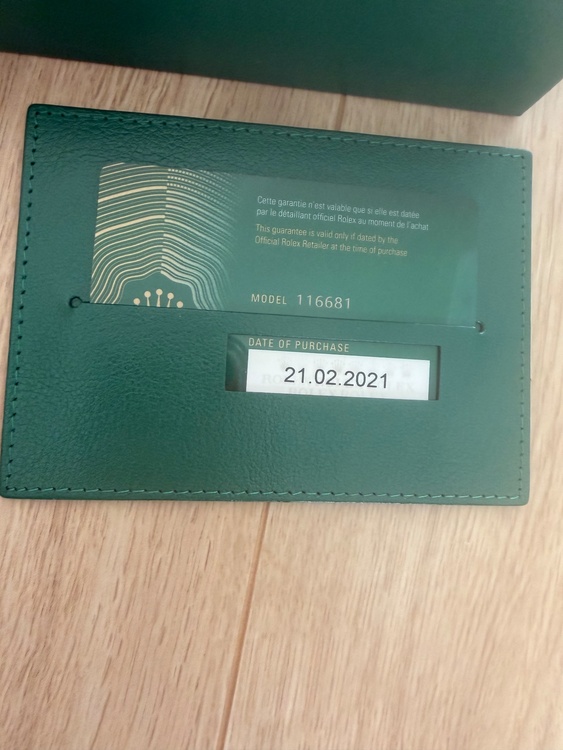 Cette garantie n'est valable que si elle est datée
par le détaillant officiel Rolex au moment de l'achat
This guarantee is valid only if dated by the
Official Rolex Retailer at the time of purchase
MODEL 116681
DATE OF PURCHASE
21.02.2021